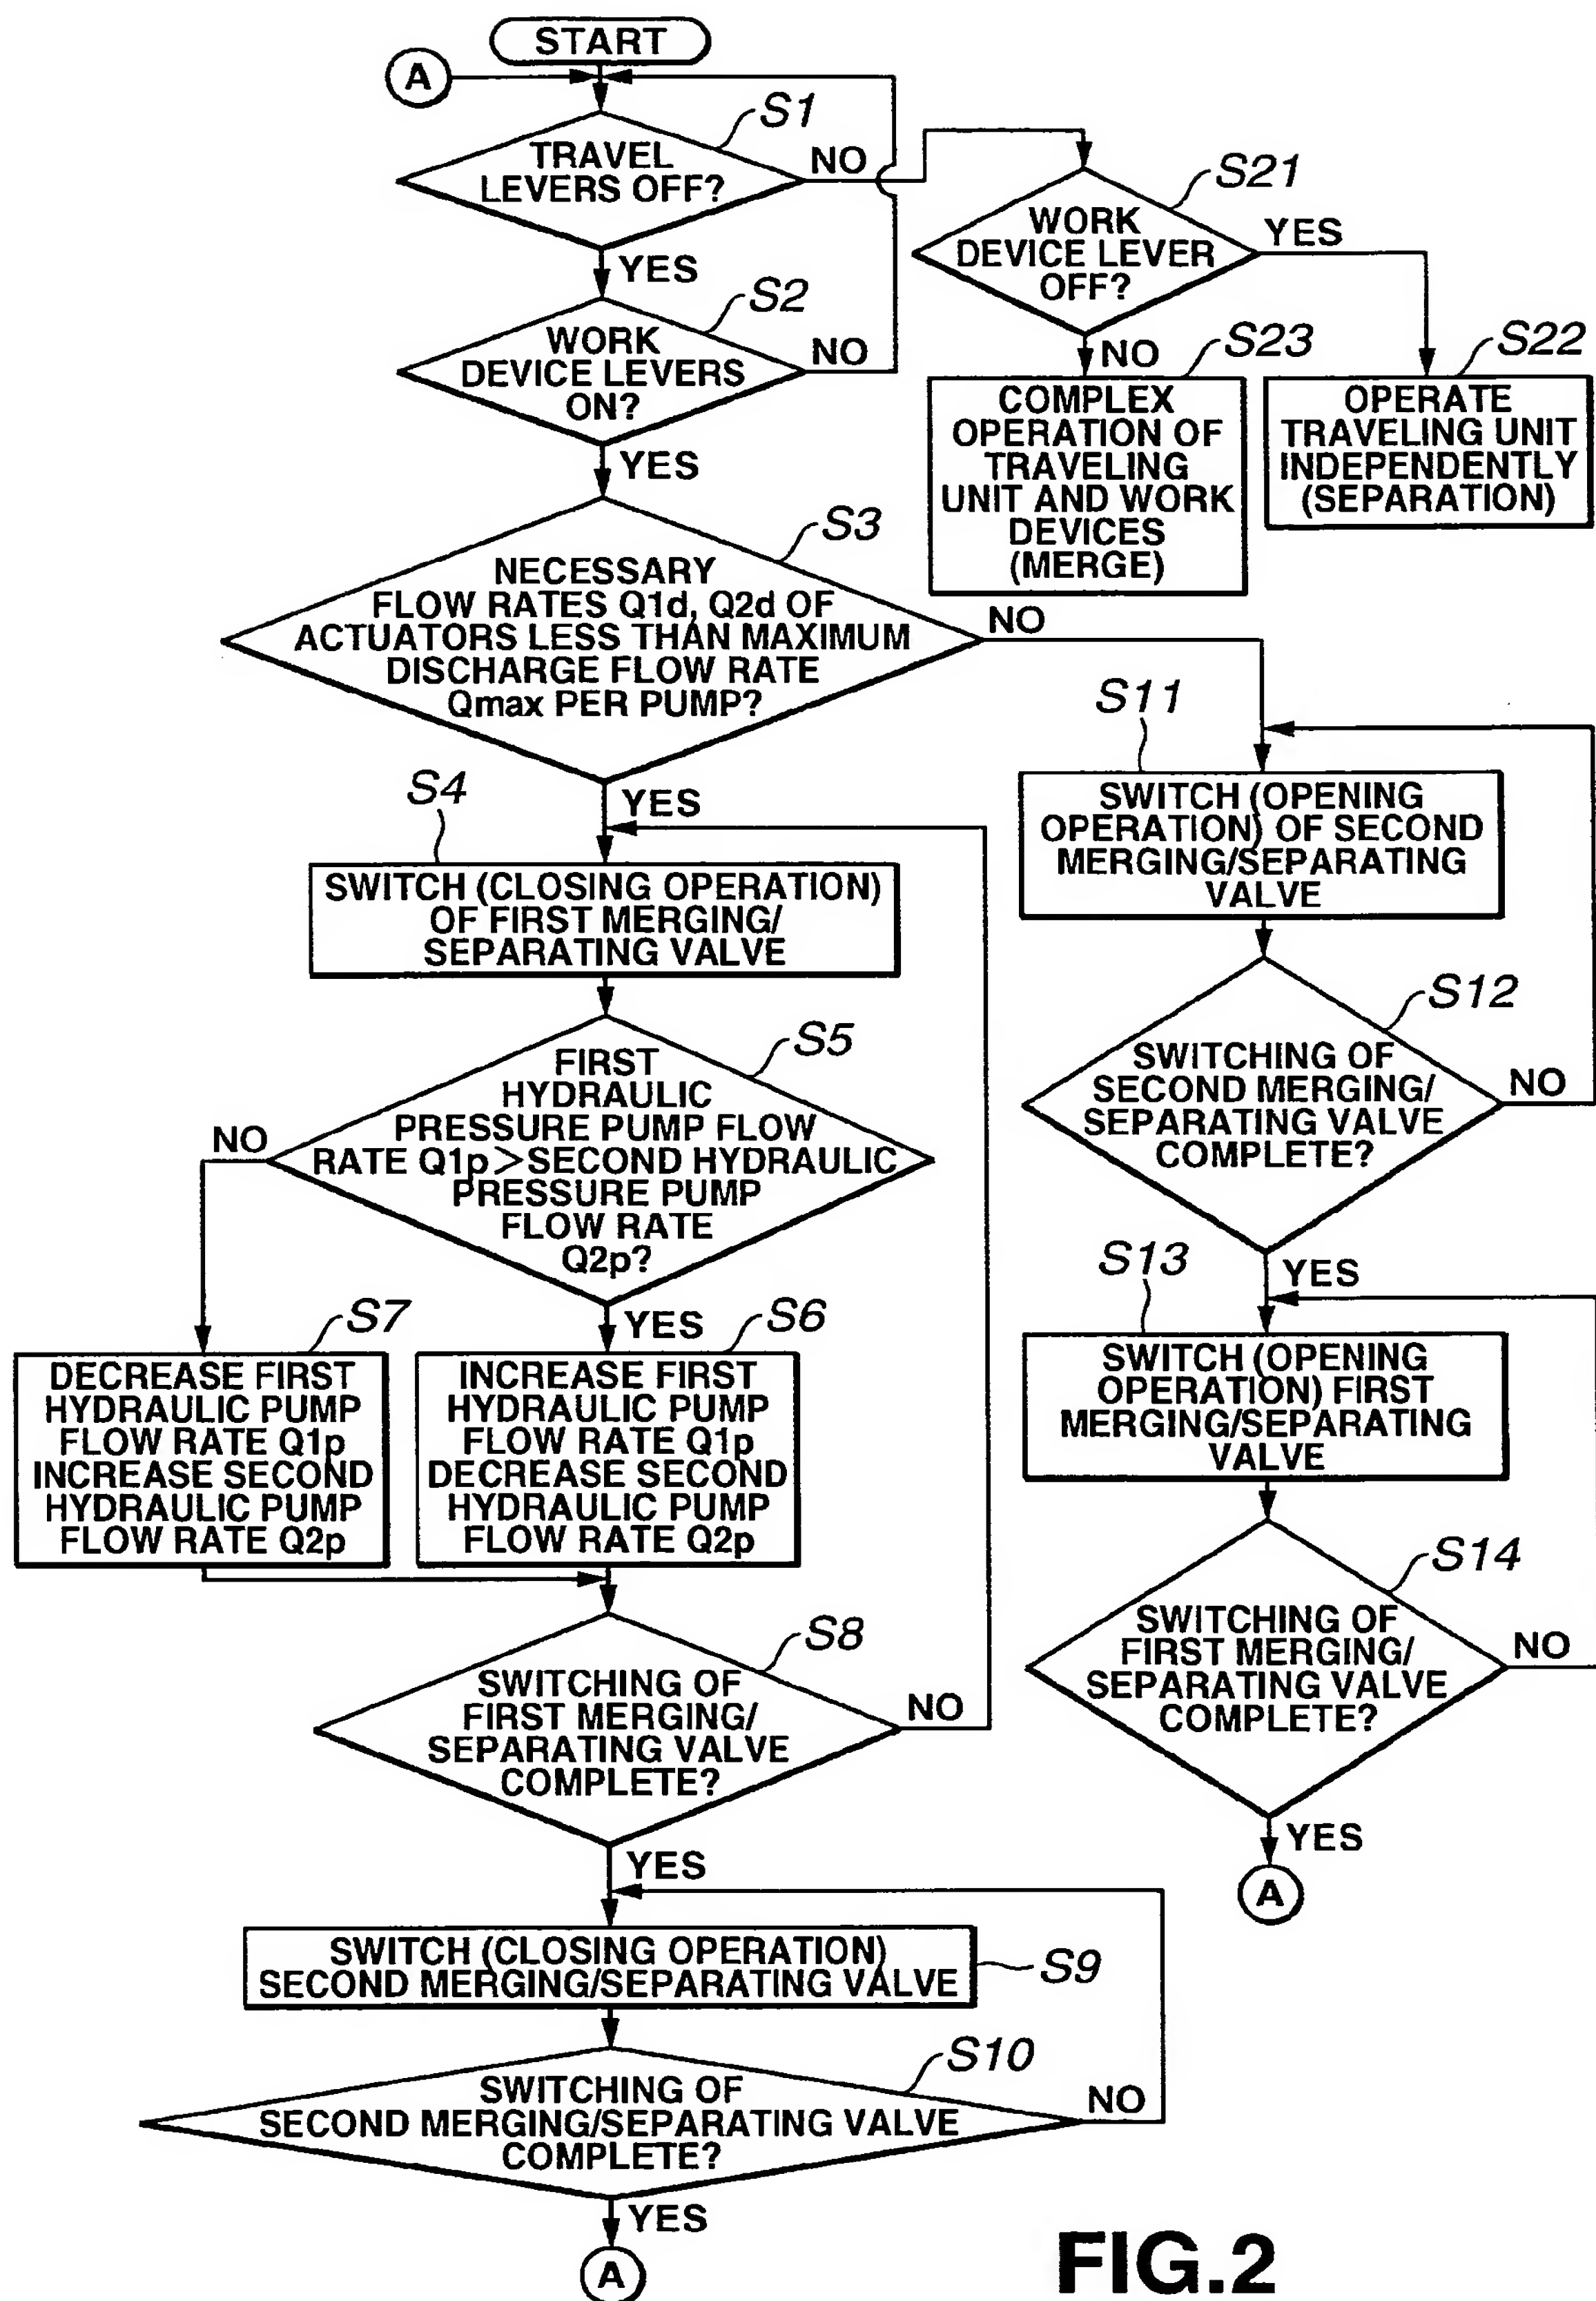 START
A
S1
TRAVEL
LEVERS OFF?
NO
YES
S21
WORK
DEVICE LEVER
OFF?
YES
NO
S2
WORK
DEVICE LEVERS
ON?
NO
YES
S23
COMPLEX
OPERATION OF
TRAVELING
UNIT AND WORK
DEVICES
(MERGE)
S22
OPERATE
TRAVELING UNIT
INDEPENDENTLY
(SEPARATION)
S3
NECESSARY
FLOW RATES Q1d, Q2d OF
ACTUATORS LESS THAN MAXIMUM
DISCHARGE FLOW RATE
Qmax PER PUMP?
NO
YES
S4
SWITCH (CLOSING OPERATION)
OF FIRST MERGING/
SEPARATING VALVE
S5
FIRST
HYDRAULIC
PRESSURE PUMP FLOW
RATE Q1p>SECOND HYDRAULIC
PRESSURE PUMP
FLOW RATE
Q2p?
NO
YES
S7
DECREASE FIRST
HYDRAULIC PUMP
FLOW RATE Q1p
INCREASE SECOND
HYDRAULIC PUMP
FLOW RATE Q2p
S6
INCREASE FIRST
HYDRAULIC PUMP
FLOW RATE Q1p
DECREASE SECOND
HYDRAULIC PUMP
FLOW RATE Q2p
S8
SWITCHING OF
FIRST MERGING/
SEPARATING VALVE
COMPLETE?
NO
YES
S9
SWITCH (CLOSING OPERATION)
SECOND MERGING/SEPARATING VALVE
S10
SWITCHING OF
SECOND MERGING/SEPARATING VALVE
COMPLETE?
NO
YES
A
S11
SWITCH (OPENING
OPERATION) OF SECOND
MERGING/SEPARATING
VALVE
S12
SWITCHING OF
SECOND MERGING/
SEPARATING VALVE
COMPLETE?
NO
YES
S13
SWITCH (OPENING
OPERATION) FIRST
MERGING/SEPARATING
VALVE
S14
SWITCHING OF
FIRST MERGING/
SEPARATING VALVE
COMPLETE?
NO
YES
A
FIG.2